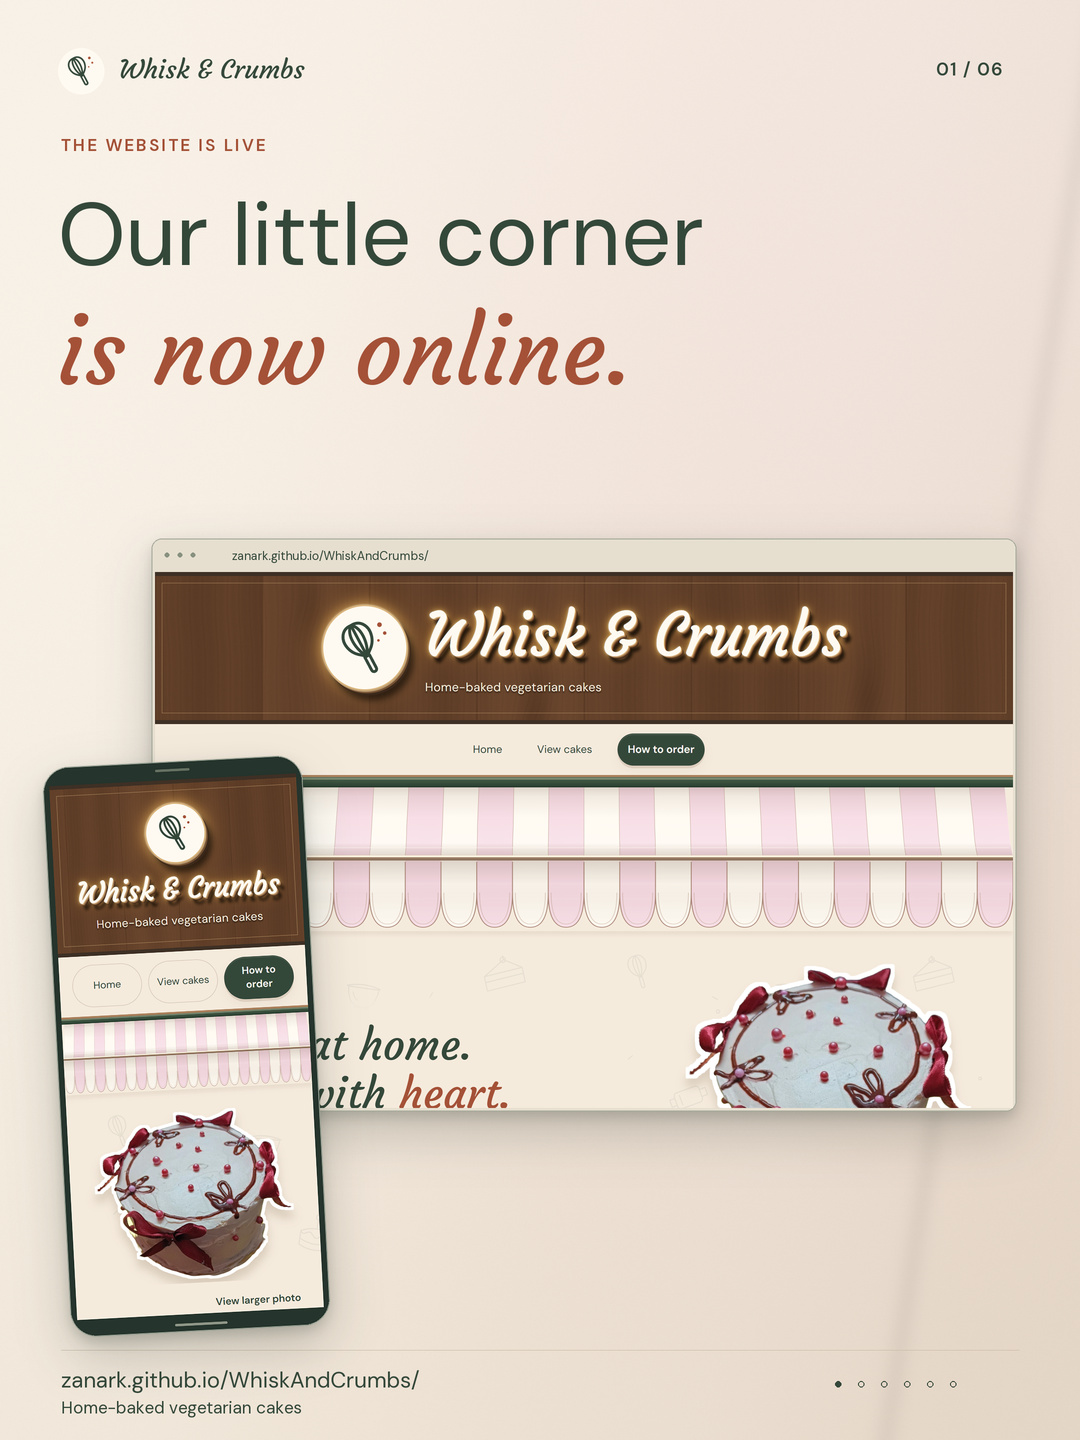 Whisk & Crumbs
01 / 06
THE WEBSITE IS LIVE
Our little corner
is now online.
zanark.github.io/WhiskAndCrumbs/
Whisk & Crumbs
Home-baked vegetarian cakes
Home
View cakes
How to order
at home.
with heart.
Whisk & Crumbs
Home-baked vegetarian cakes
Home
View cakes
How to
order
View larger photo
zanark.github.io/WhiskAndCrumbs/
Home-baked vegetarian cakes